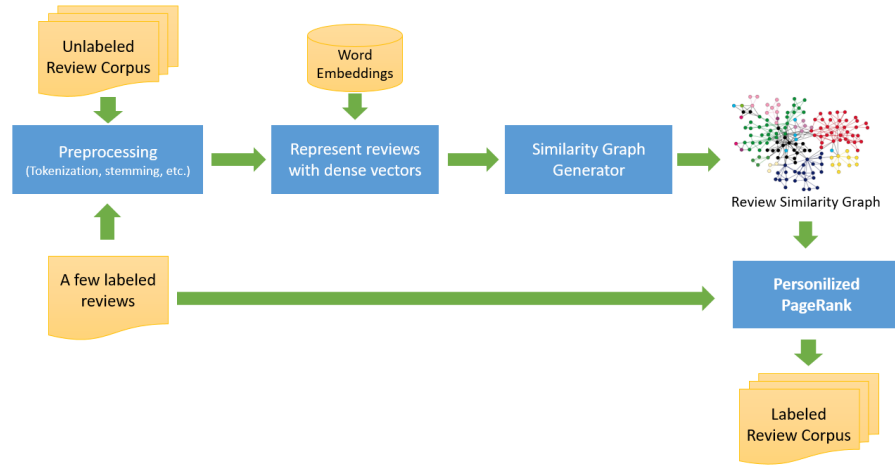 Unlabeled
Review Corpus
Word
Embeddings
Preprocessing
(Tokenization, stemming, etc.)
Represent reviews
with dense vectors
Similarity Graph
Generator
Review Similarity Graph
A few labeled
reviews
Personilized
PageRank
Labeled
Review Corpus